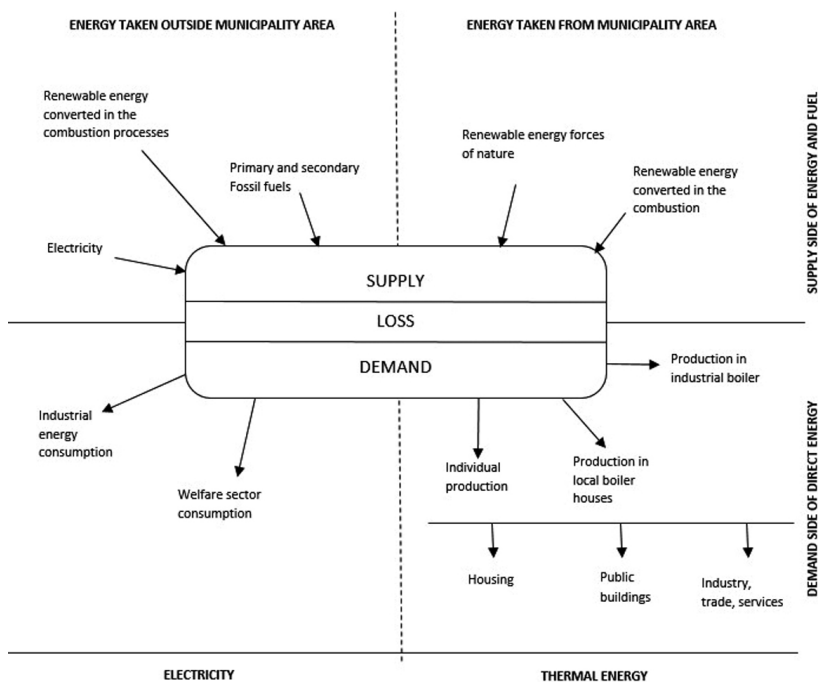 ENERGY TAKEN OUTSIDE MUNICIPALITY AREA
ENERGY TAKEN FROM MUNICIPALITY AREA
Renewable energy
converted in the
combustion processes
Primary and secondary
Fossil fuels
Electricity
Renewable energy forces
of nature
Renewable energy
converted in the
combustion
SUPPLY SIDE OF ENERGY AND FUEL
SUPPLY
LOSS
DEMAND
Industrial
energy
consumption
Welfare sector
consumption
Production in
industrial boiler
Individual
production
Production in
local boiler
houses
Housing
Public
buildings
Industry,
trade, services
DEMAND SIDE OF DIRECT ENERGY
ELECTRICITY
THERMAL ENERGY